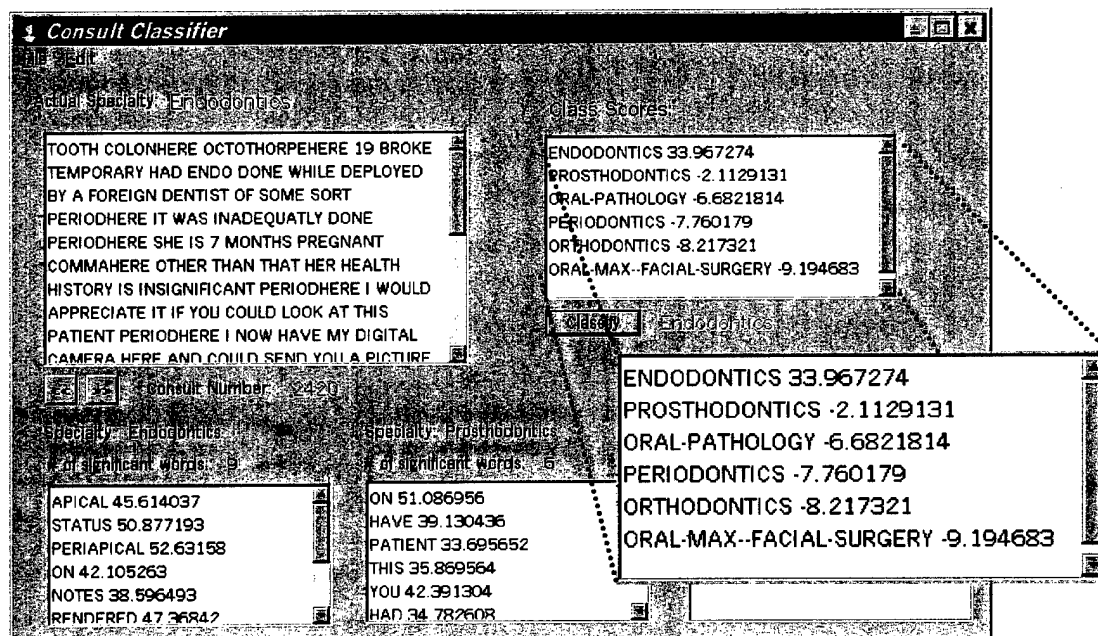 Consult Classifier
Edit
Actual Specialty: Endodontics
TOOTH COLONHERE OCTOTHORPEHERE 19 BROKE
TEMPORARY HAD ENDO DONE WHILE DEPLOYED
BY A FOREIGN DENTIST OF SOME SORT
PERIODHERE IT WAS INADEQUATLY DONE
PERIODHERE SHE IS 7 MONTHS PREGNANT
COMMAHERE OTHER THAN THAT HER HEALTH
HISTORY IS INSIGNIFICANT PERIODHERE I WOULD
APPRECIATE IT IF YOU COULD LOOK AT THIS
PATIENT PERIODHERE I NOW HAVE MY DIGITAL
CAMERA HERE AND COULD SEND YOU A PICTURE
Class Scores:
ENDODONTICS 33.967274
PROSTHODONTICS -2.1129131
ORAL-PATHOLOGY -6.6821814
PERIODONTICS -7.760179
ORTHODONTICS -8.217321
ORAL-MAX--FACIAL-SURGERY -9.194683
Classify Endodontics
Consult Number: 2420
ENDODONTICS 33.967274
PROSTHODONTICS -2.1129131
ORAL-PATHOLOGY -6.6821814
PERIODONTICS -7.760179
ORTHODONTICS -8.217321
ORAL-MAX--FACIAL-SURGERY -9.194683
Specialty: Endodontics
# of significant words: 9
APICAL 45.614037
STATUS 50.877193
PERIAPICAL 52.63158
ON 42.105263
NOTES 38.596493
RENDERED 47.36842
Specialty: Prosthodontics
# of significant words: 6
ON 51.086956
HAVE 39.130436
PATIENT 33.695652
THIS 35.869564
YOU 42.391304
HAD 34.782608